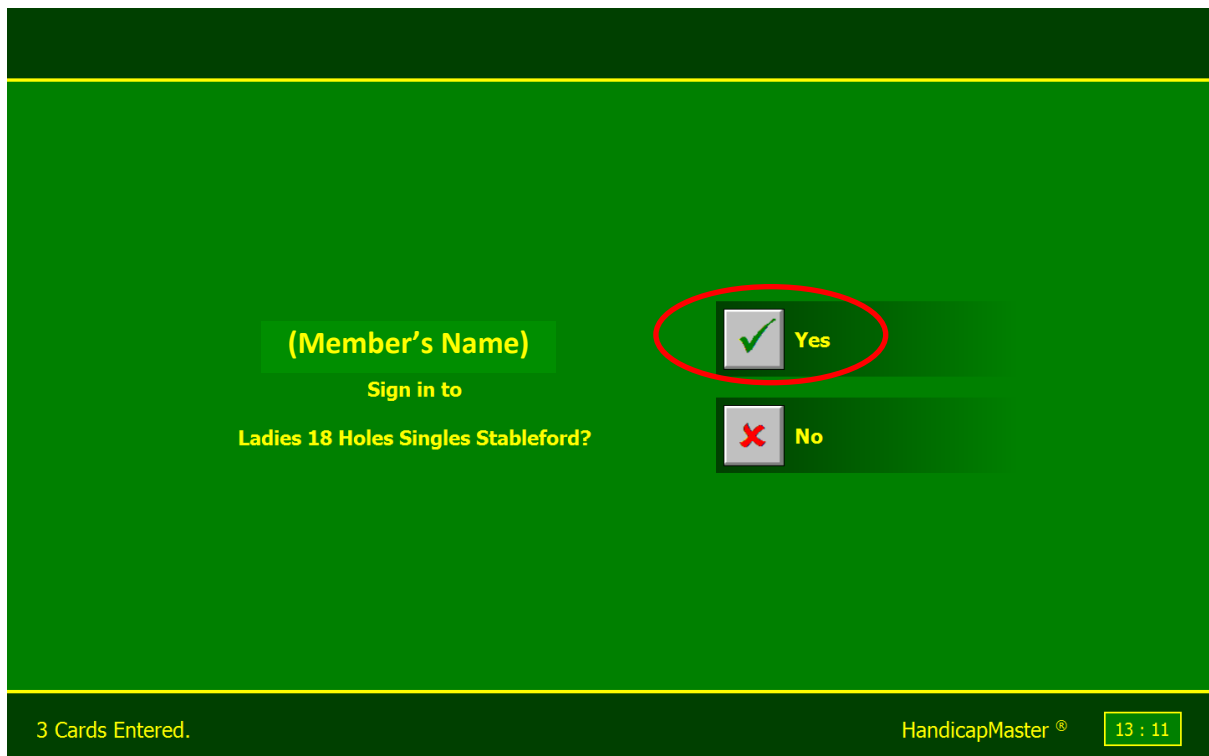 (Member’s Name)
Sign in to
Ladies 18 Holes Singles Stableford?
Yes
No
3 Cards Entered.
HandicapMaster ®
13 : 11